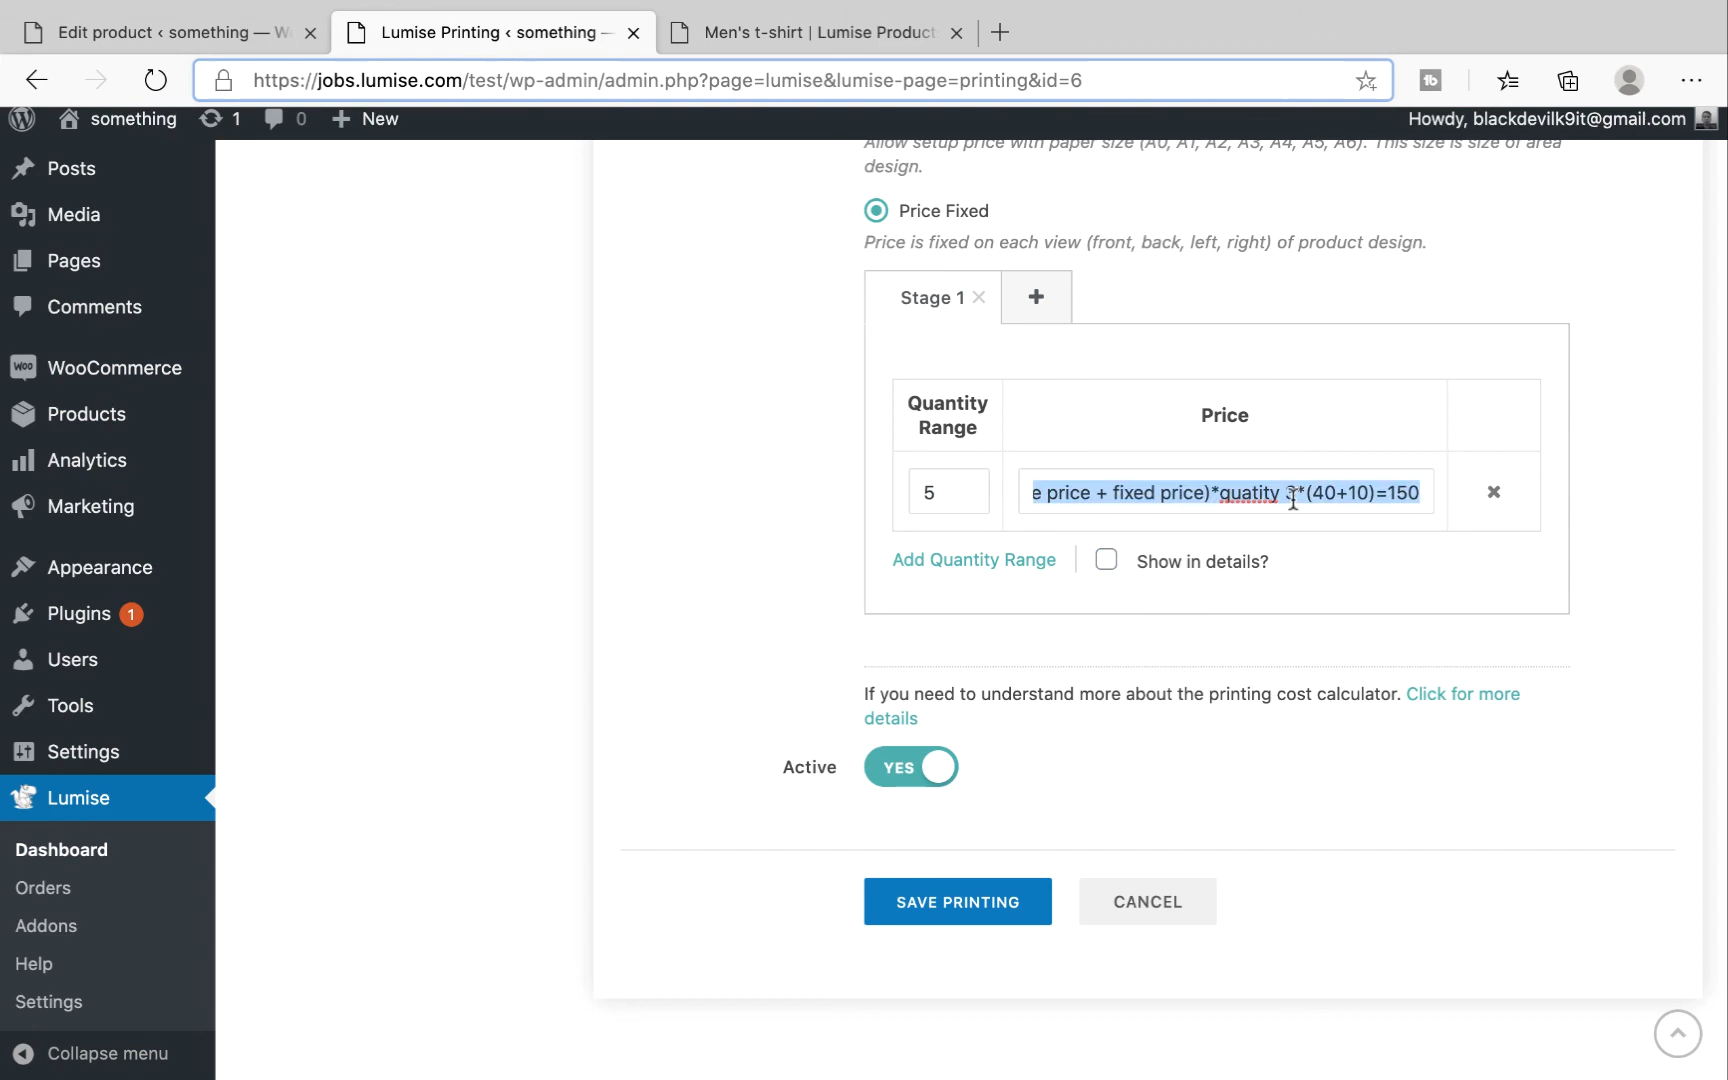 Edit product ‹ something — W
Lumise Printing ‹ something —
Men's t-shirt | Lumise Product
https://jobs.lumise.com/test/wp-admin/admin.php?page=lumise&lumise-page=printing&id=6
something
1
0
New
Howdy, blackdevilk9it@gmail.com
Posts
Media
Pages
Comments
WooCommerce
Products
Analytics
Marketing
Appearance
Plugins 1
Users
Tools
Settings
Lumise
Dashboard
Orders
Addons
Help
Settings
Collapse menu
Allow setup price with paper size (A0, A1, A2, A3, A4, A5, A6). This size is size of area
design.
Price Fixed
Price is fixed on each view (front, back, left, right) of product design.
Stage 1
Quantity
Range
Price
5
e price + fixed price)*quatity 3*(40+10)=150
Add Quantity Range
Show in details?
If you need to understand more about the printing cost calculator. Click for more
details
Active
YES
SAVE PRINTING
CANCEL